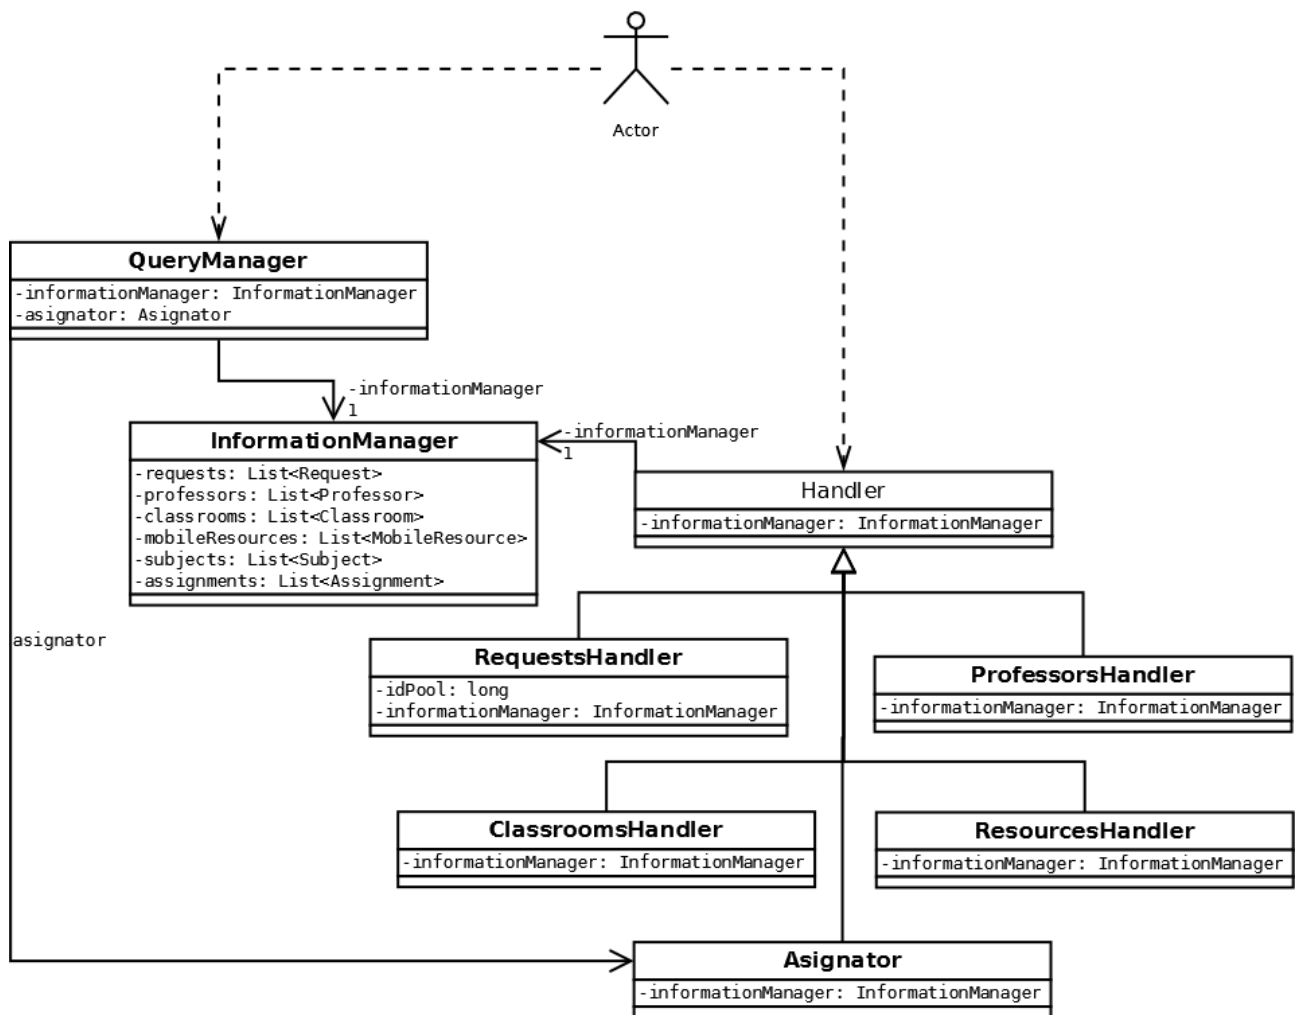 Actor
QueryManager
-informationManager: InformationManager
-asignator: Asignator
-informationManager
1
InformationManager
-requests: List<Request>
-professors: List<Professor>
-classrooms: List<Classroom>
-mobileResources: List<MobileResource>
-subjects: List<Subject>
-assignments: List<Assignment>
-informationManager
1
Handler
-informationManager: InformationManager
asignator
RequestsHandler
-idPool: long
-informationManager: InformationManager
ProfessorsHandler
-informationManager: InformationManager
ClassroomsHandler
-informationManager: InformationManager
ResourcesHandler
-informationManager: InformationManager
Asignator
-informationManager: InformationManager